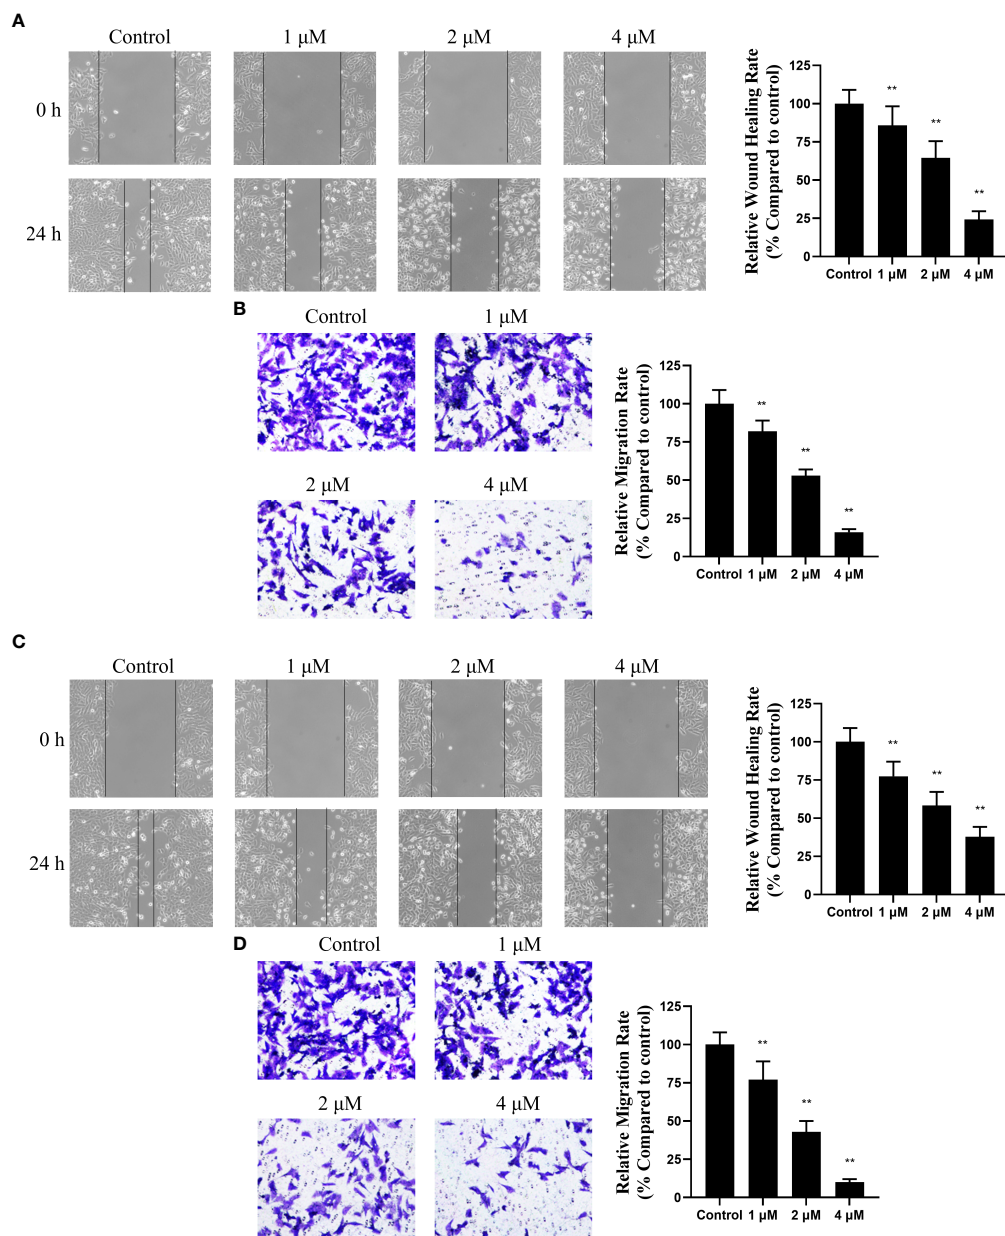 A
Control
1 μM
2 μM
4 μM
0 h
24 h
Relative Wound Healing Rate
(% Compared to control)
125
100
75
50
25
0
**
**
**
Control
1 μM
2 μM
4 μM
B
Control
1 μM
2 μM
4 μM
Relative Migration Rate
(% Compared to control)
125
100
75
50
25
0
**
**
**
Control
1 μM
2 μM
4 μM
C
Control
1 μM
2 μM
4 μM
0 h
24 h
Relative Wound Healing Rate
(% Compared to control)
125
100
75
50
25
0
**
**
**
Control
1 μM
2 μM
4 μM
D
Control
1 μM
2 μM
4 μM
Relative Migration Rate
(% Compared to control)
125
100
75
50
25
0
**
**
**
Control
1 μM
2 μM
4 μM